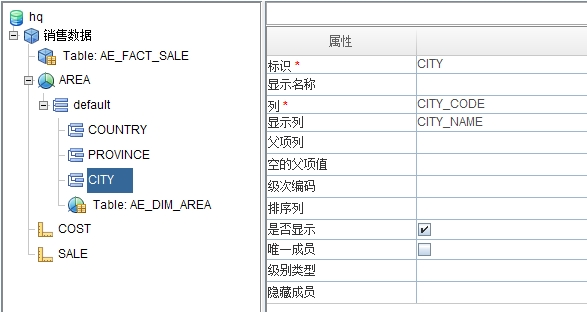 hq
销售数据
Table: AE_FACT_SALE
AREA
default
COUNTRY
PROVINCE
CITY
Table: AE_DIM_AREA
COST
SALE
属性
标识 * CITY
显示名称
列 * CITY_CODE
显示列 CITY_NAME
父项列
空的父项值
级次编码
排序列
是否显示
唯一成员
级别类型
隐藏成员